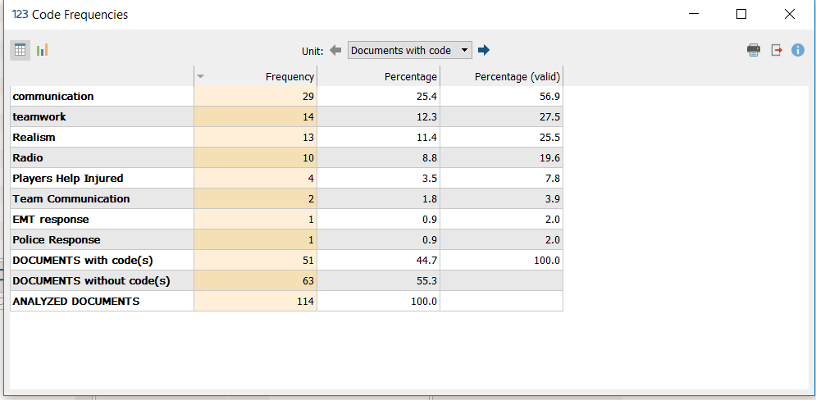 123 Code Frequencies
Unit: Documents with code
Frequency Percentage Percentage (valid)
communication 29 25.4 56.9
teamwork 14 12.3 27.5
Realism 13 11.4 25.5
Radio 10 8.8 19.6
Players Help Injured 4 3.5 7.8
Team Communication 2 1.8 3.9
EMT response 1 0.9 2.0
Police Response 1 0.9 2.0
DOCUMENTS with code(s) 51 44.7 100.0
DOCUMENTS without code(s) 63 55.3
ANALYZED DOCUMENTS 114 100.0